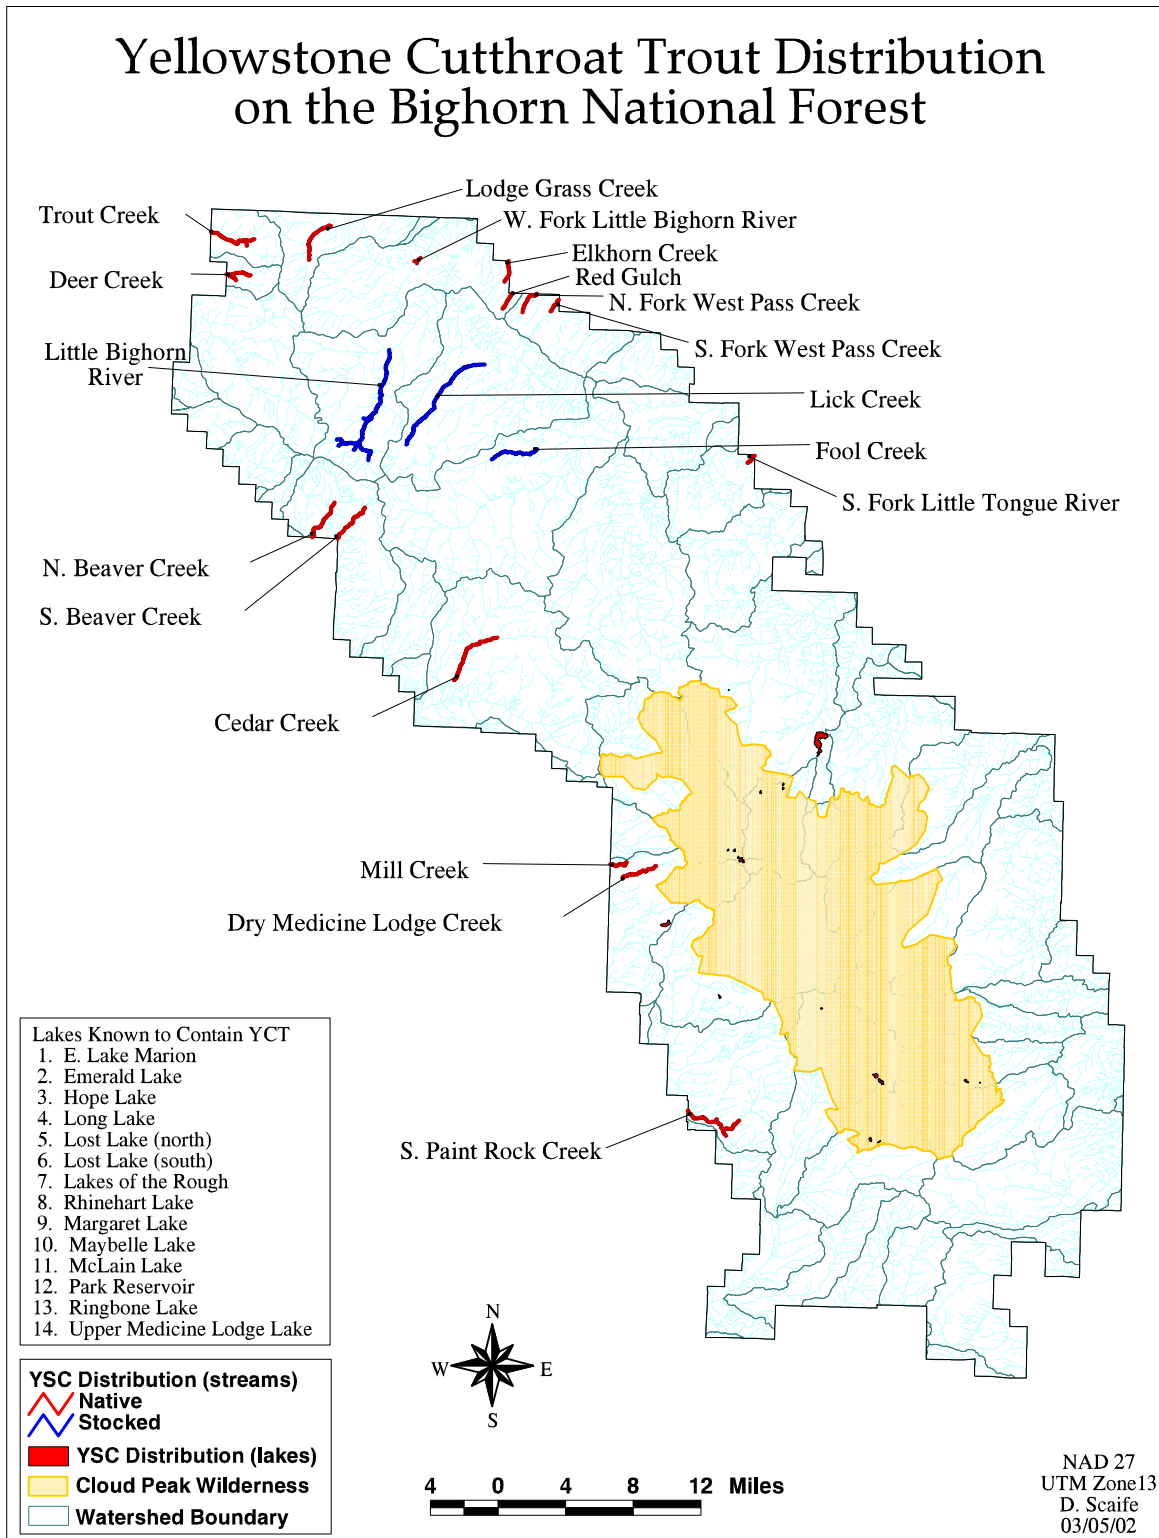 Yellowstone Cutthroat Trout Distribution
on the Bighorn National Forest
Lodge Grass Creek
Trout Creek
W. Fork Little Bighorn River
Elkhorn Creek
Deer Creek
Red Gulch
N. Fork West Pass Creek
S. Fork West Pass Creek
Little Bighorn
River
Lick Creek
Fool Creek
S. Fork Little Tongue River
N. Beaver Creek
S. Beaver Creek
Cedar Creek
Mill Creek
Dry Medicine Lodge Creek
S. Paint Rock Creek
Lakes Known to Contain YCT
1. E. Lake Marion
2. Emerald Lake
3. Hope Lake
4. Long Lake
5. Lost Lake (north)
6. Lost Lake (south)
7. Lakes of the Rough
8. Rhinehart Lake
9. Margaret Lake
10. Maybelle Lake
11. McLain Lake
12. Park Reservoir
13. Ringbone Lake
14. Upper Medicine Lodge Lake
N
W E
S
YSC Distribution (streams)
Native
Stocked
YSC Distribution (lakes)
Cloud Peak Wilderness
Watershed Boundary
4 0 4 8 12 Miles
NAD 27
UTM Zone13
D. Scaife
03/05/02